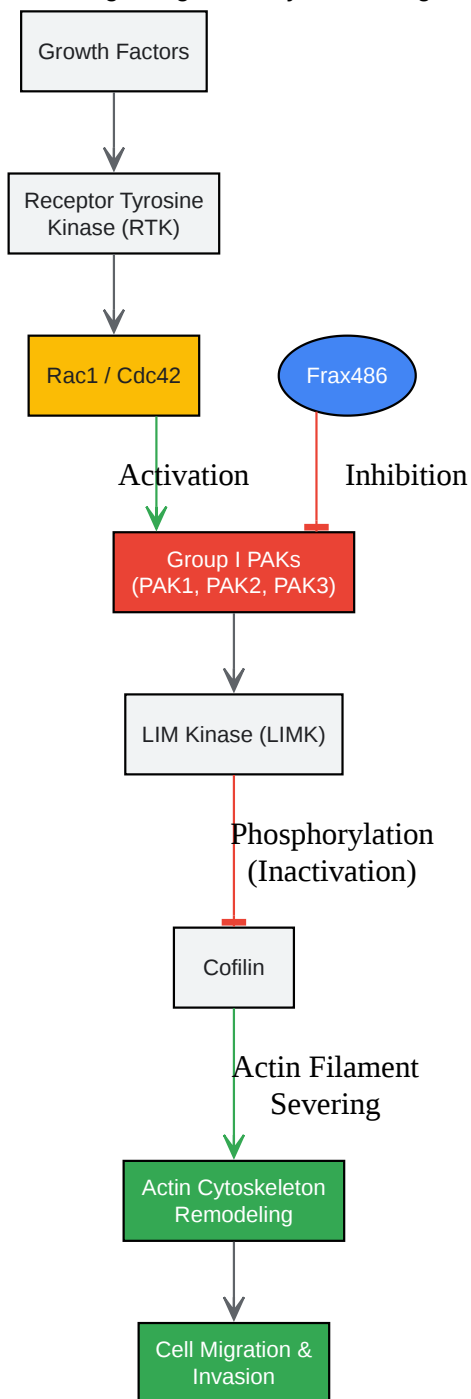 Growth Factors
Receptor Tyrosine
Kinase (RTK)
Rac1 / Cdc42
Frax486
Activation
Inhibition
Group I PAKs
(PAK1, PAK2, PAK3)
LIM Kinase (LIMK)
Phosphorylation
(Inactivation)
Cofilin
Actin Filament
Severing
Actin Cytoskeleton
Remodeling
Cell Migration &
Invasion